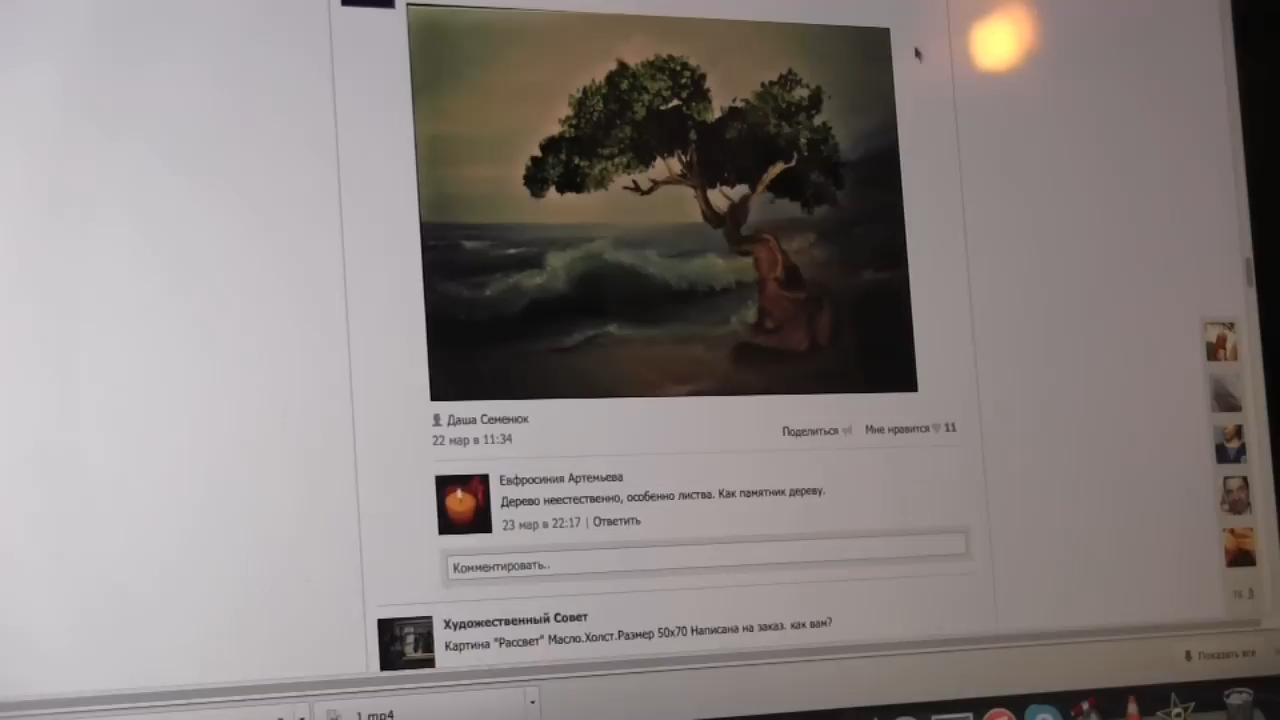 Даша Семенюк
22 мар в 11:34
Поделиться Мне нравится 11
Евфросиния Артемьева
Дерево неестественно, особенно листва. Как памятник дереву.
23 мар в 22:17 | Ответить
Комментировать..
Художественный Совет
Картина "Рассвет" Масло.Холст.Размер 50x70 Написана на заказ. как вам?
Показать все
1.mp4